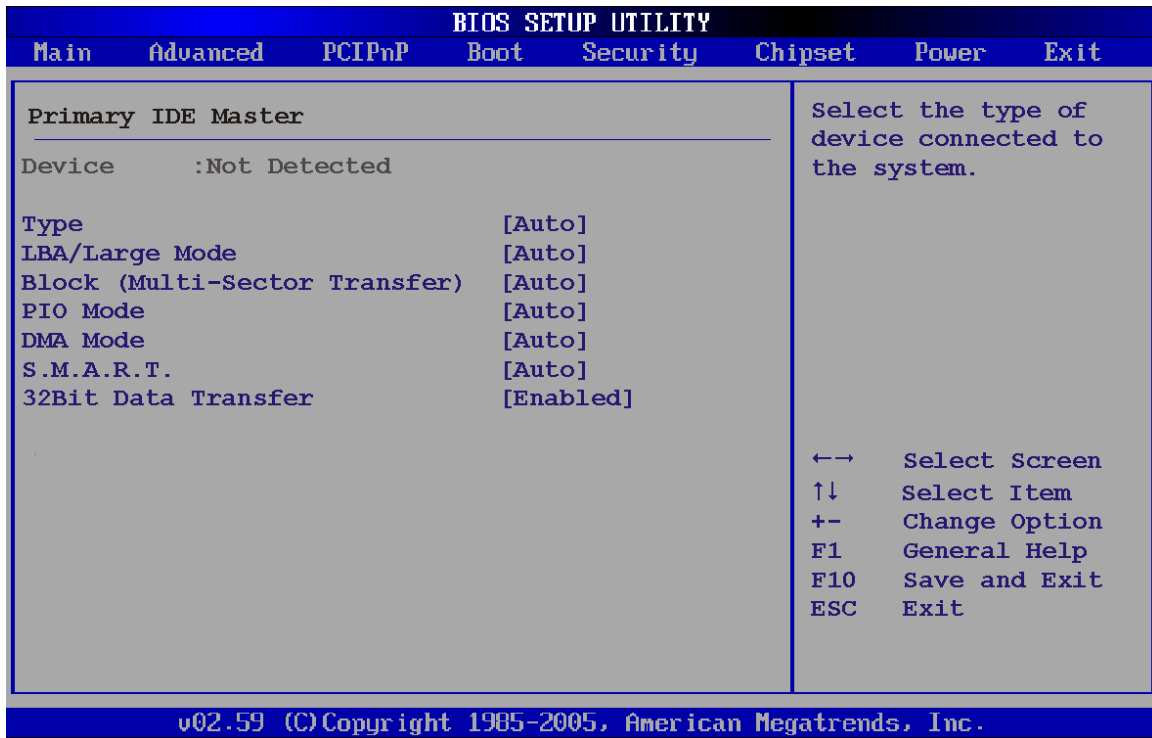 BIOS SETUP UTILITY
Main Advanced PCIPnP Boot Security Chipset Power Exit
Primary IDE Master
Device :Not Detected
Type [Auto]
LBA/Large Mode [Auto]
Block (Multi-Sector Transfer) [Auto]
PIO Mode [Auto]
DMA Mode [Auto]
S.M.A.R.T. [Auto]
32Bit Data Transfer [Enabled]
Select the type of
device connected to
the system.
←→ Select Screen
↑↓ Select Item
+- Change Option
F1 General Help
F10 Save and Exit
ESC Exit
v02.59 (C)Copyright 1985-2005, American Megatrends, Inc.